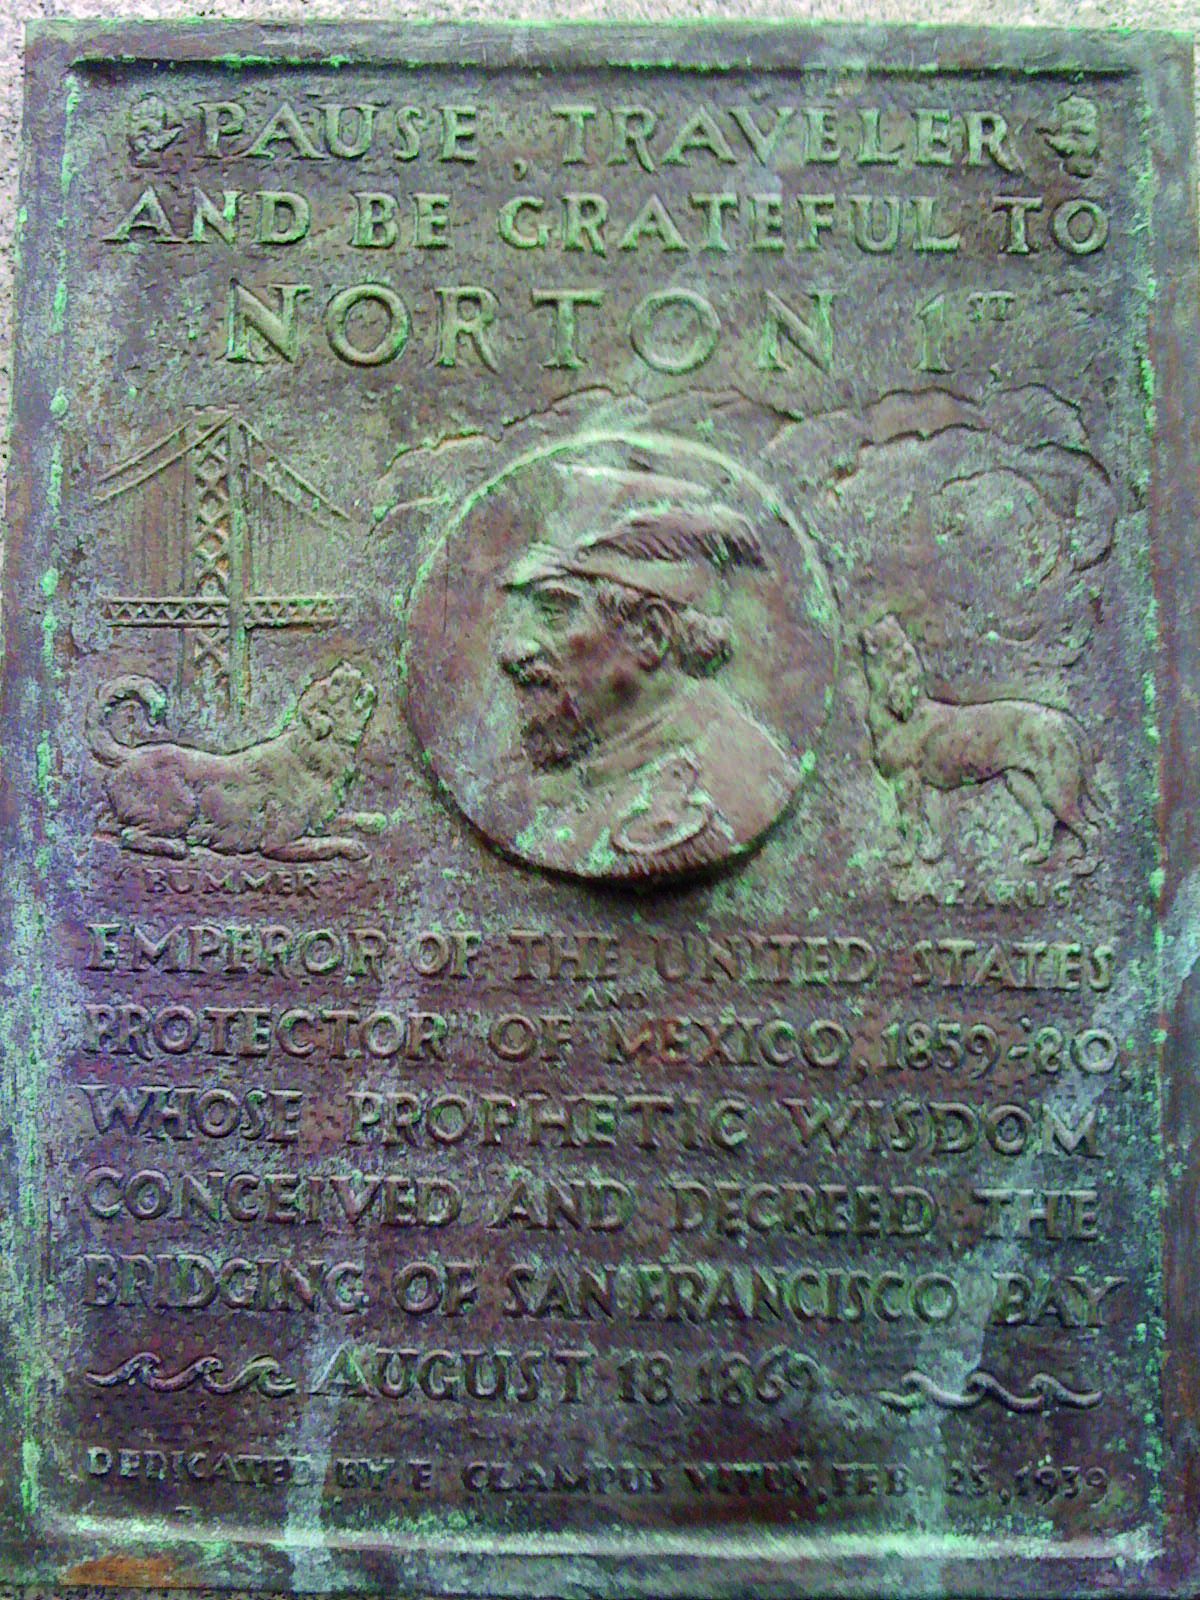 PAUSE, TRAVELER
AND BE GRATEFUL TO
NORTON 1ST
"BUMMER"
LAZARUS
EMPEROR OF THE UNITED STATES
AND
PROTECTOR OF MEXICO, 1859-'80,
WHOSE PROPHETIC WISDOM
CONCEIVED AND DECREED THE
BRIDGING OF SAN FRANCISCO BAY
AUGUST 18, 1869.
DEDICATED BY E CLAMPUS VITUS, FEB. 25, 1939